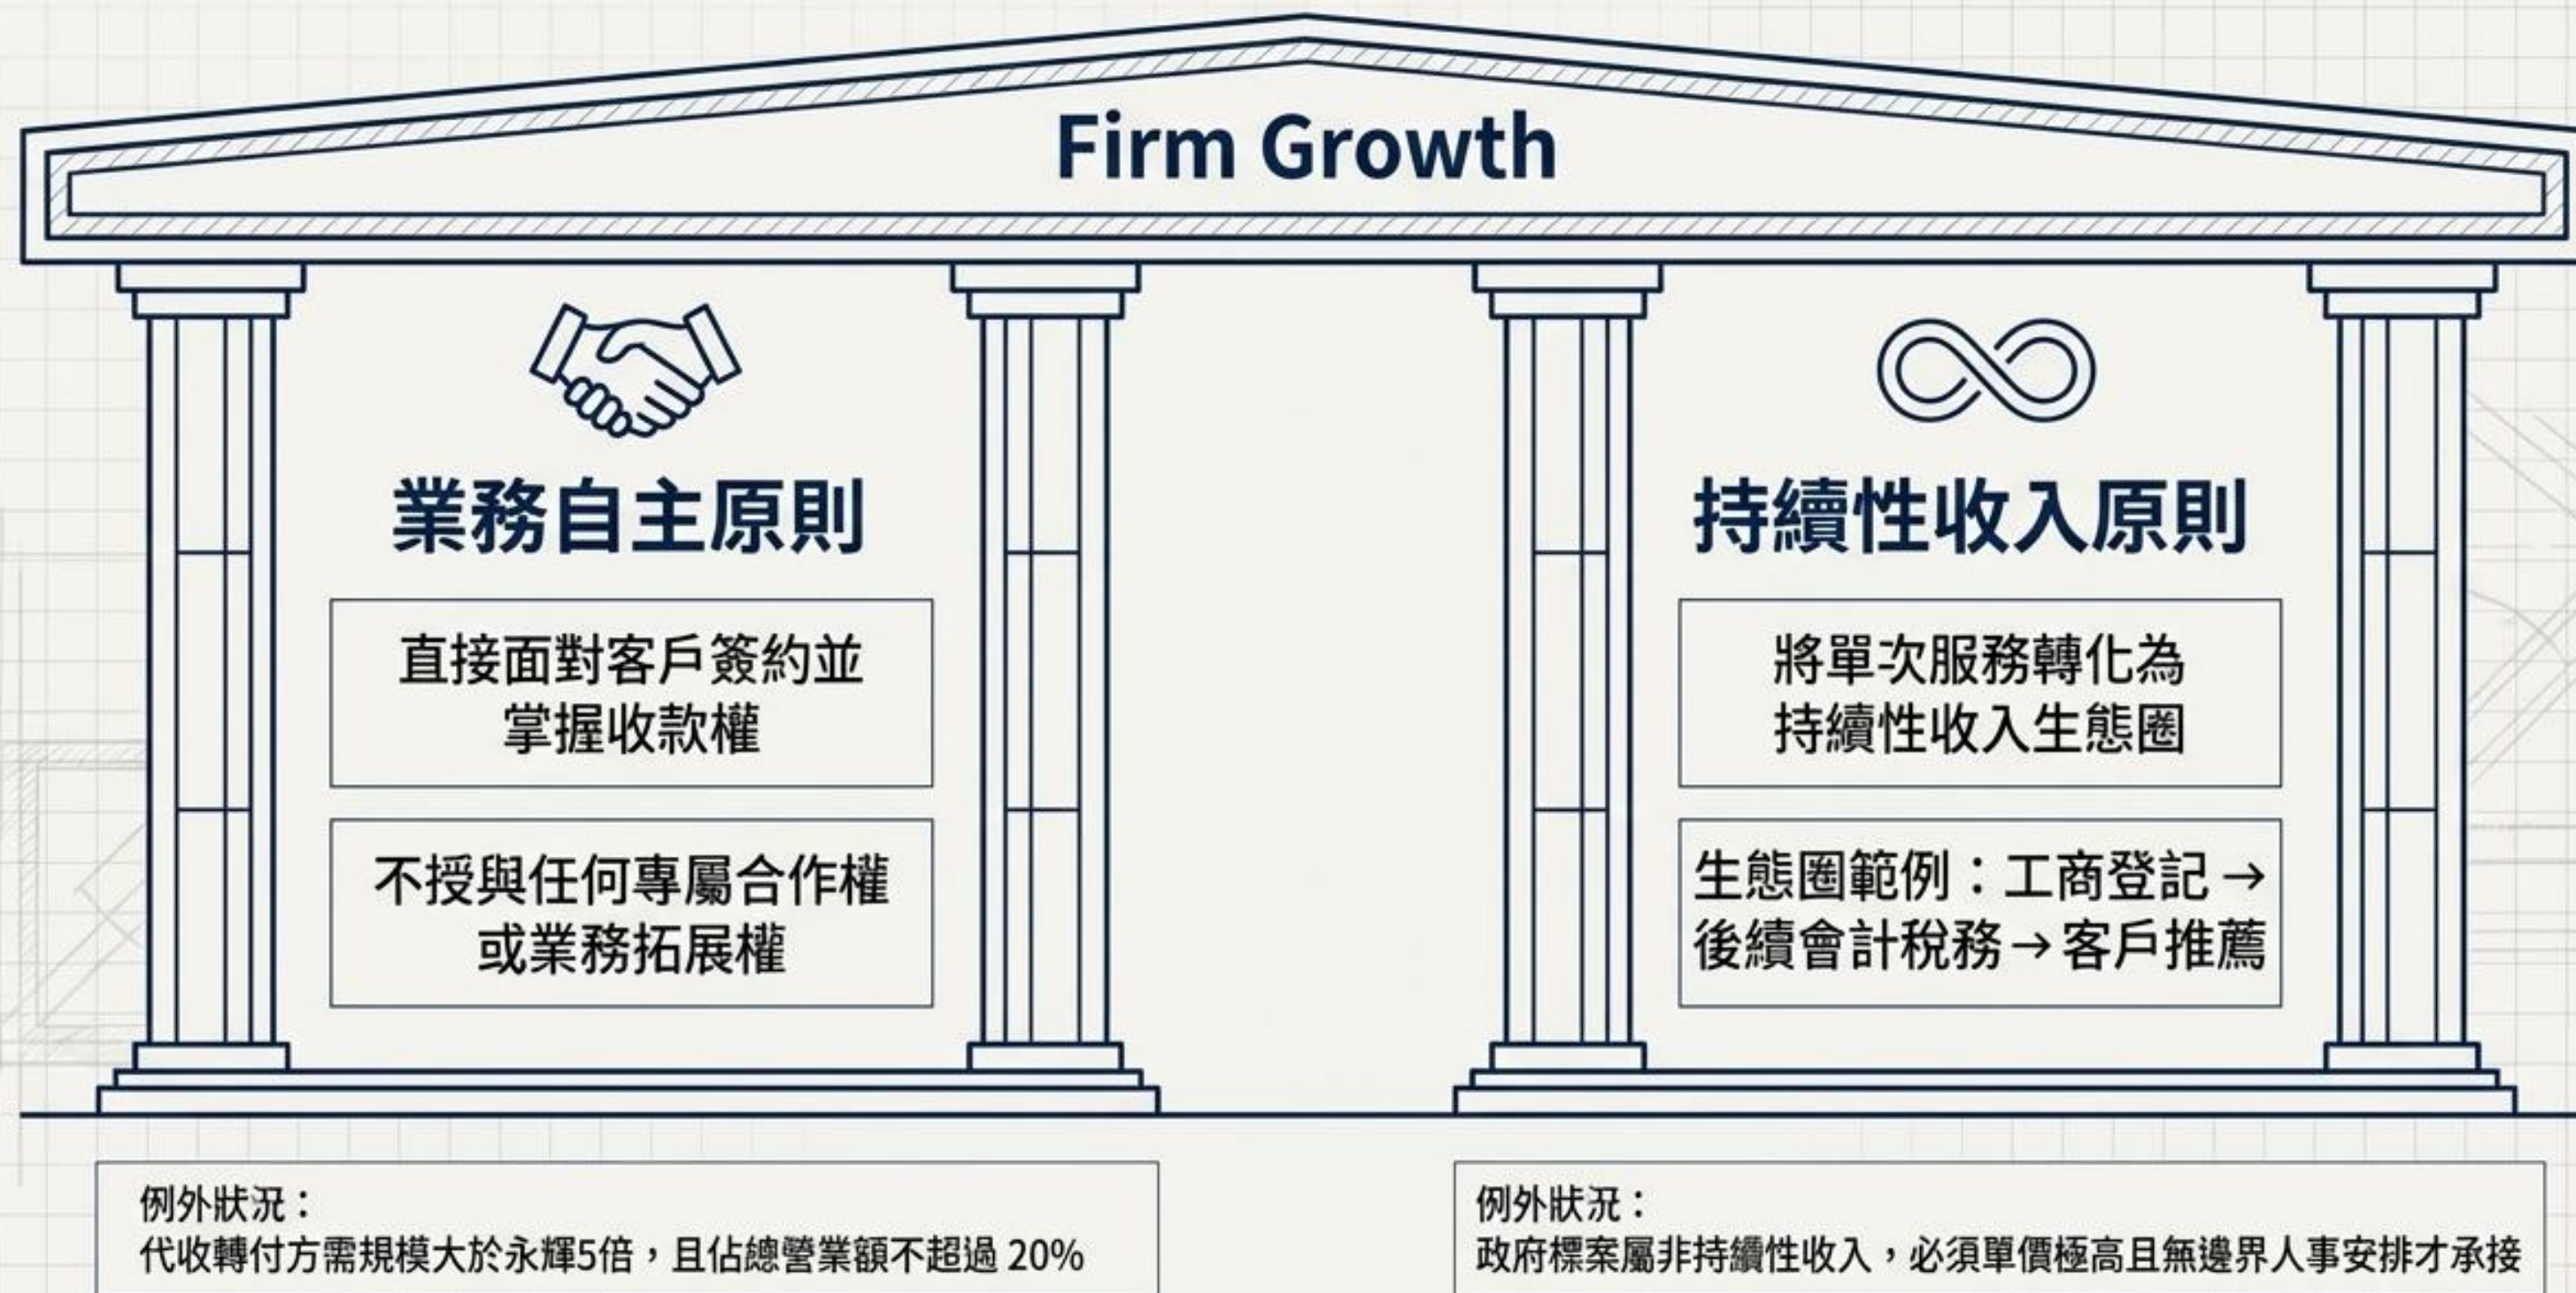 Firm Growth
業務自主原則
直接面對客戶簽約並
掌握收款權
不授與任何專屬合作權
或業務拓展權
例外狀況：
代收轉付方需規模大於永輝5倍，且佔總營業額不超過 20%
持續性收入原則
將單次服務轉化為
持續性收入生態圈
生態圈範例：工商登記→
後續會計稅務→客戶推薦
例外狀況：
政府標案屬非持續性收入，必須單價極高且無邊界人事安排才承接